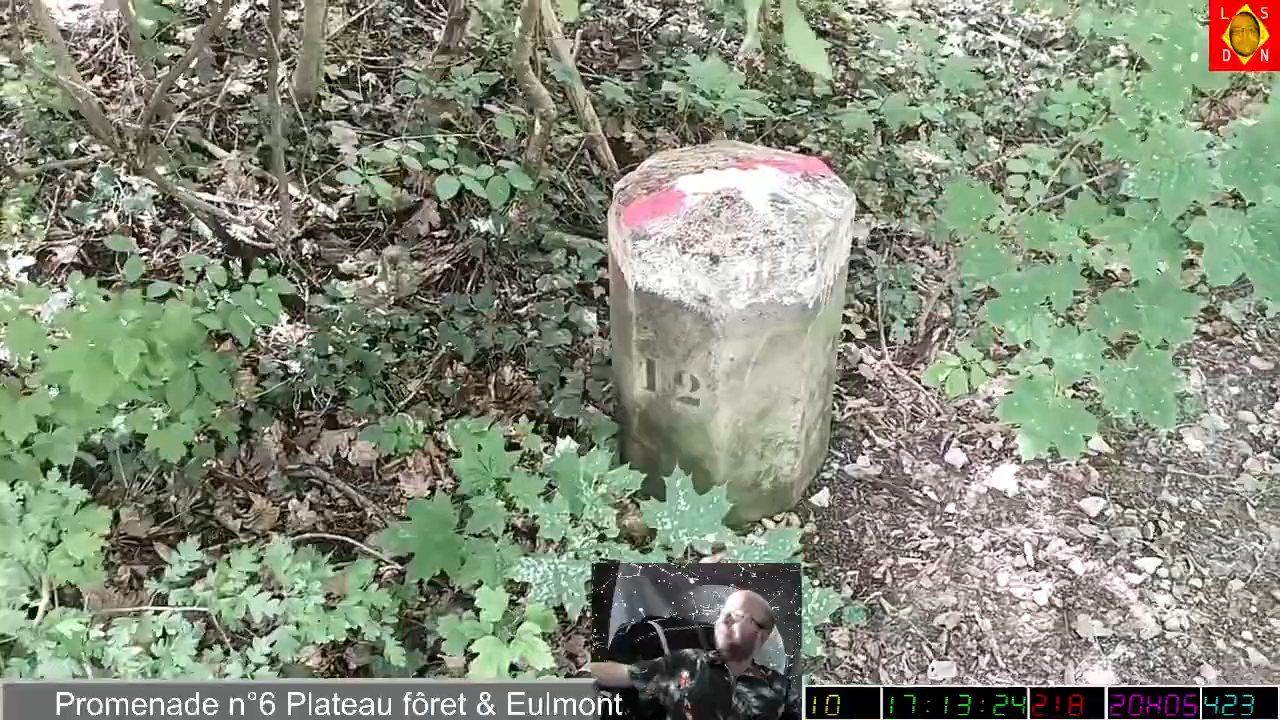 L S
D N
12
Promenade n°6 Plateau fôret & Eulmont
10 17:13:24 218 20H05 423